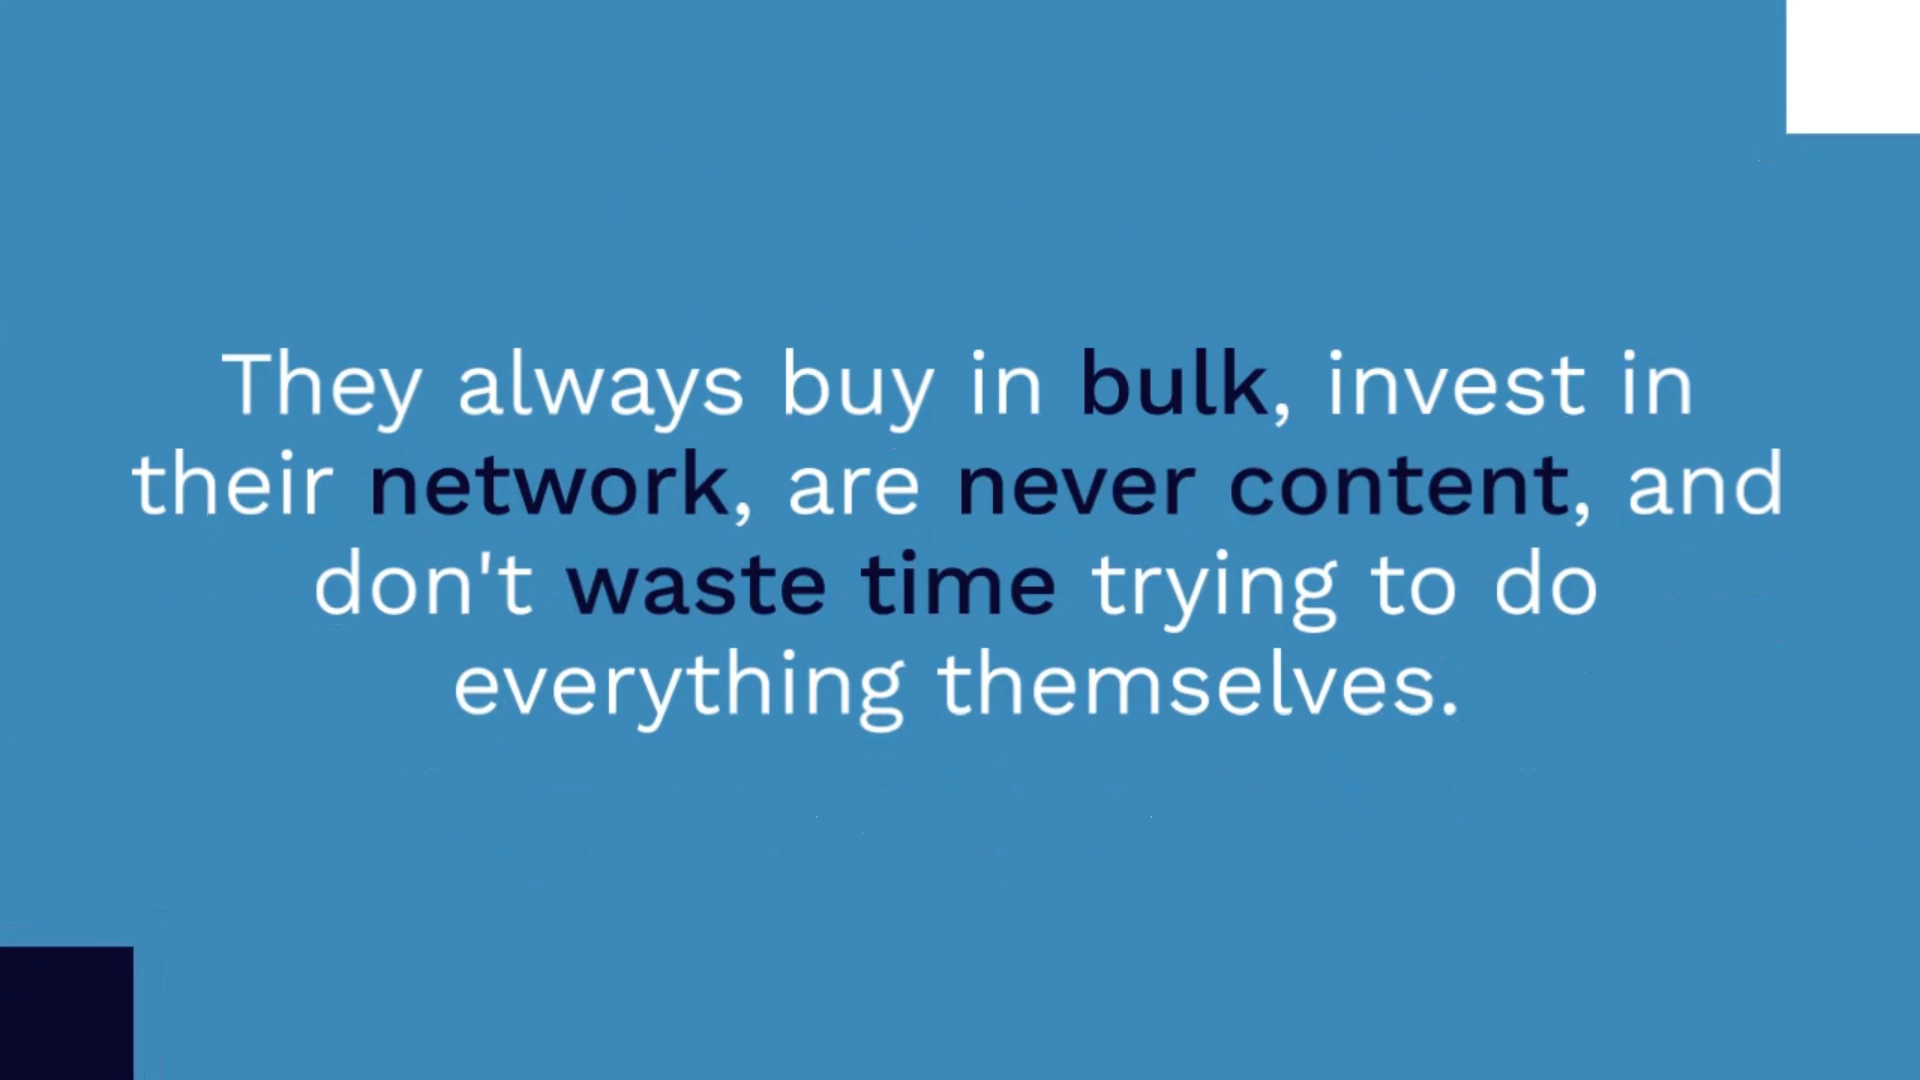 They always buy in bulk, invest in
their network, are never content, and
don't waste time trying to do
everything themselves.